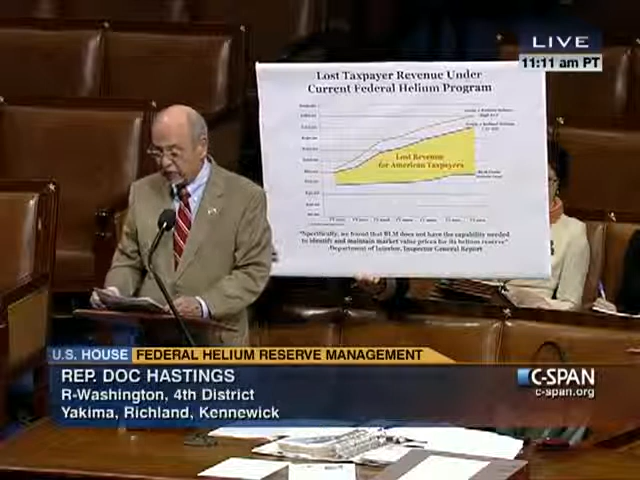 LIVE
11:11 am PT
Lost Taxpayer Revenue Under
Current Federal Helium Program
Lost Revenue
for American Taxpayers
"Specifically, we found that BLM does not have the capability needed
to identify and maintain market value prices for its helium reserve"
Department of Interior, Inspector General Report
U.S. HOUSE FEDERAL HELIUM RESERVE MANAGEMENT
REP. DOC HASTINGS
R-Washington, 4th District
Yakima, Richland, Kennewick
C-SPAN
c-span.org